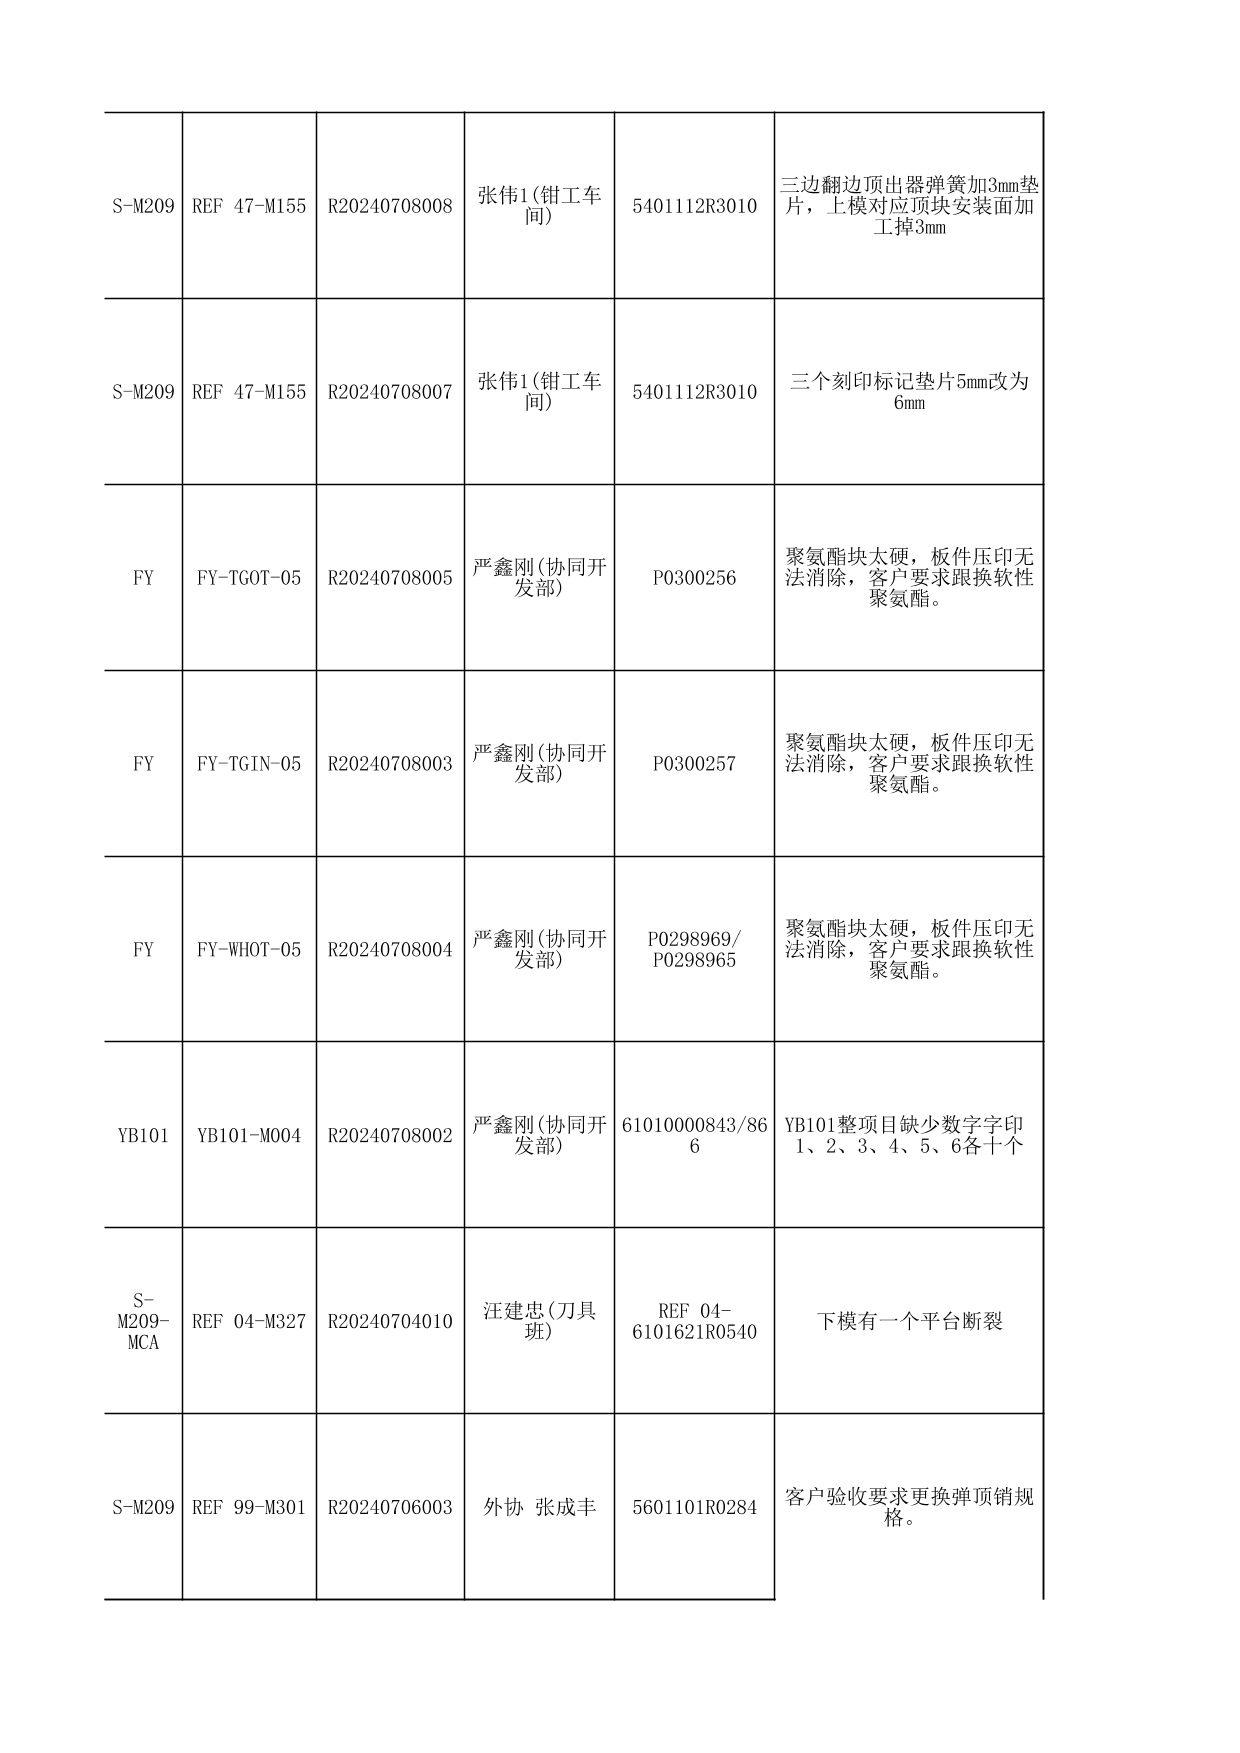 S-M209 REF 47-M155 R20240708008 张伟1(钳工车间) 5401112R3010 三边翻边顶出器弹簧加3mm垫片，上模对应顶块安装面加工掉3mm
S-M209 REF 47-M155 R20240708007 张伟1(钳工车间) 5401112R3010 三个刻印标记垫片5mm改为6mm
FY FY-TGOT-05 R20240708005 严鑫刚(协同开发部) P0300256 聚氨酯块太硬，板件压印无法消除，客户要求跟换软性聚氨酯。
FY FY-TGIN-05 R20240708003 严鑫刚(协同开发部) P0300257 聚氨酯块太硬，板件压印无法消除，客户要求跟换软性聚氨酯。
FY FY-WHOT-05 R20240708004 严鑫刚(协同开发部) P0298969/P0298965 聚氨酯块太硬，板件压印无法消除，客户要求跟换软性聚氨酯。
YB101 YB101-M004 R20240708002 严鑫刚(协同开发部) 61010000843/866 YB101整项目缺少数字字印1、2、3、4、5、6各十个
S-M209-MCA REF 04-M327 R20240704010 汪建忠(刀具班) REF 04-6101621R0540 下模有一个平台断裂
S-M209 REF 99-M301 R20240706003 外协 张成丰 5601101R0284 客户验收要求更换弹顶销规格。